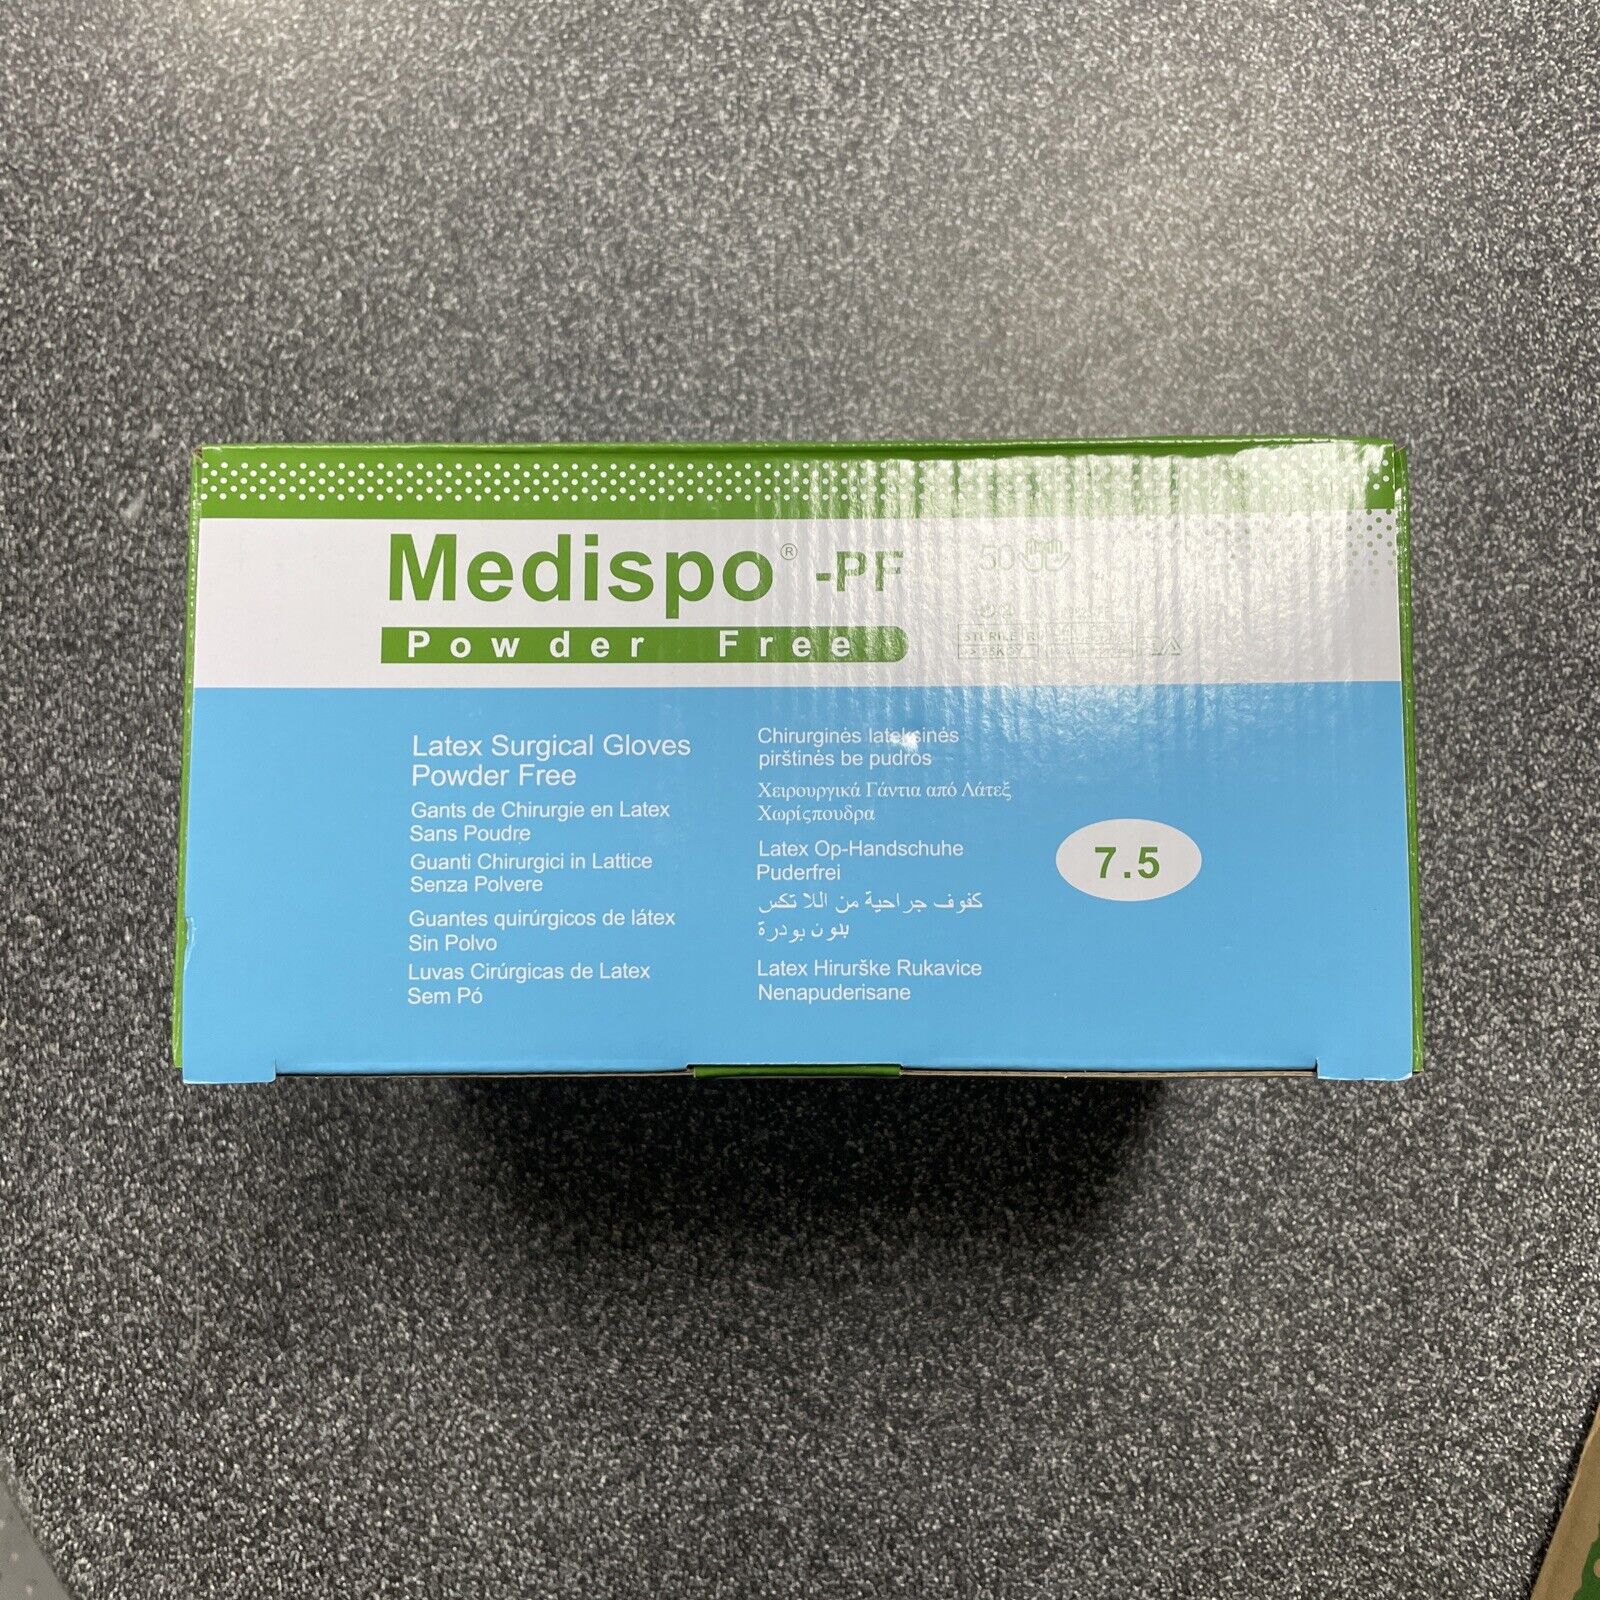 Medispo® -PF
Powder Free
50
STERILE R
Latex Surgical Gloves
Powder Free
Gants de Chirurgie en Latex
Sans Poudre
Guanti Chirurgici in Lattice
Senza Polvere
Guantes quirúrgicos de látex
Sin Polvo
Luvas Cirúrgicas de Latex
Sem Pó
Chirurginės lateksinės
pirštinės be pudros
Χειρουργικά Γάντια από Λάτεξ
Χωρίςπουδρα
Latex Op-Handschuhe
Puderfrei
كفوف جراحية من اللا تكس
بلون بودرة
Latex Hirurške Rukavice
Nenapuderisane
7.5